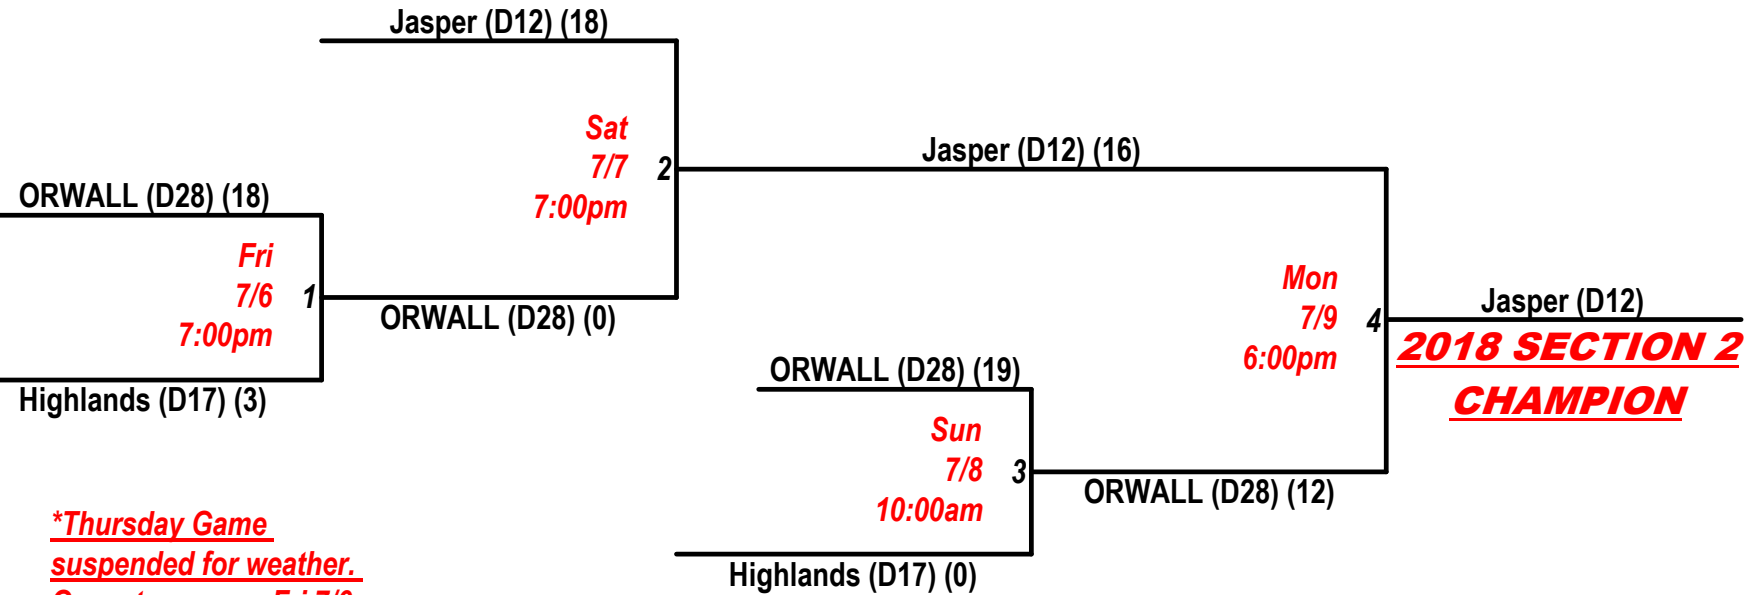 Jasper (D12) (18)
Sat
7/7
7:00pm
2
Jasper (D12) (16)
ORWALL (D28) (18)
Fri
7/6
7:00pm
1
ORWALL (D28) (0)
Highlands (D17) (3)
Mon
7/9
6:00pm
4
Jasper (D12)
2018 SECTION 2
CHAMPION
ORWALL (D28) (19)
Sun
7/8
10:00am
3
ORWALL (D28) (12)
Highlands (D17) (0)
*Thursday Game
suspended for weather.